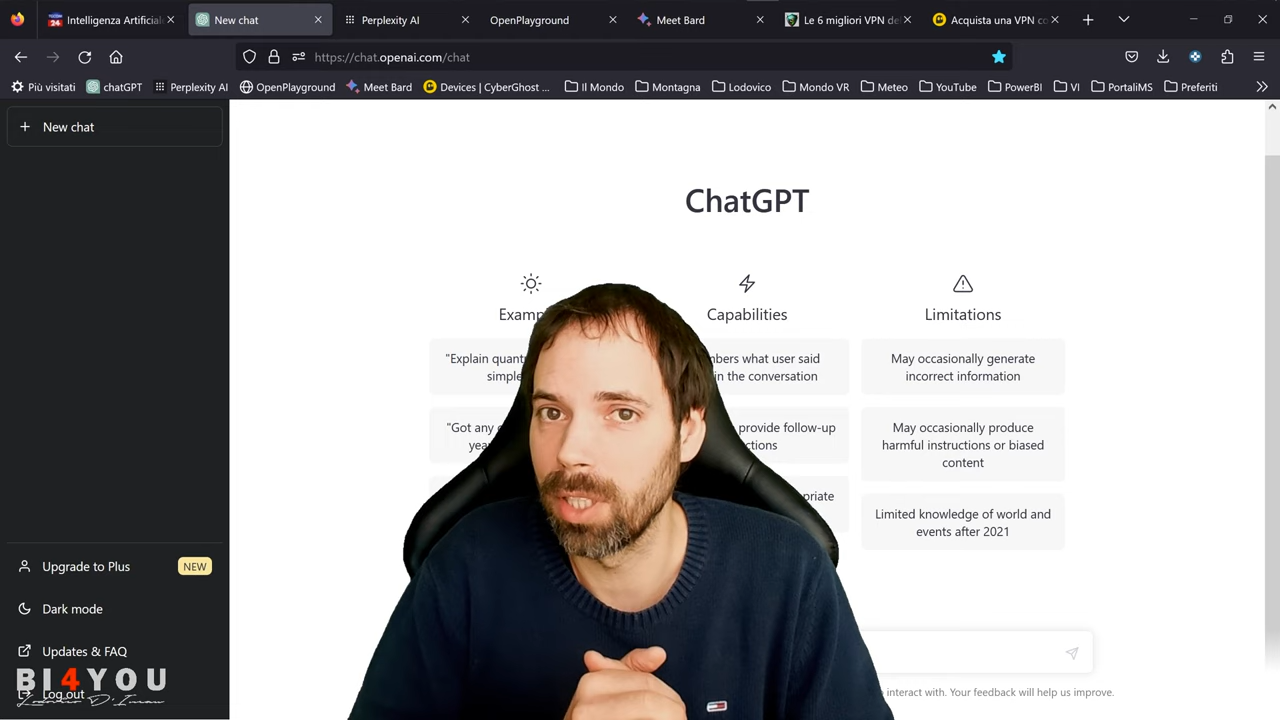 Intelligenza Artificiale
New chat
Perplexity AI
OpenPlayground
Meet Bard
Le 6 migliori VPN de
Acquista una VPN co
https://chat.openai.com/chat
Più visitati
chatGPT
Perplexity AI
OpenPlayground
Meet Bard
Devices | CyberGhost ...
Il Mondo
Montagna
Lodovico
Mondo VR
Meteo
YouTube
PowerBI
VI
PortaliMS
Preferiti
New chat
ChatGPT
Examp
Capabilities
Limitations
"Explain quant
simple
mbers what user said
in the conversation
May occasionally generate
incorrect information
"Got any
yea
provide follow-up
ctions
May occasionally produce
harmful instructions or biased
content
priate
Limited knowledge of world and
events after 2021
Upgrade to Plus
NEW
Dark mode
Updates & FAQ
BI4YOU
Log out
interact with. Your feedback will help us improve.